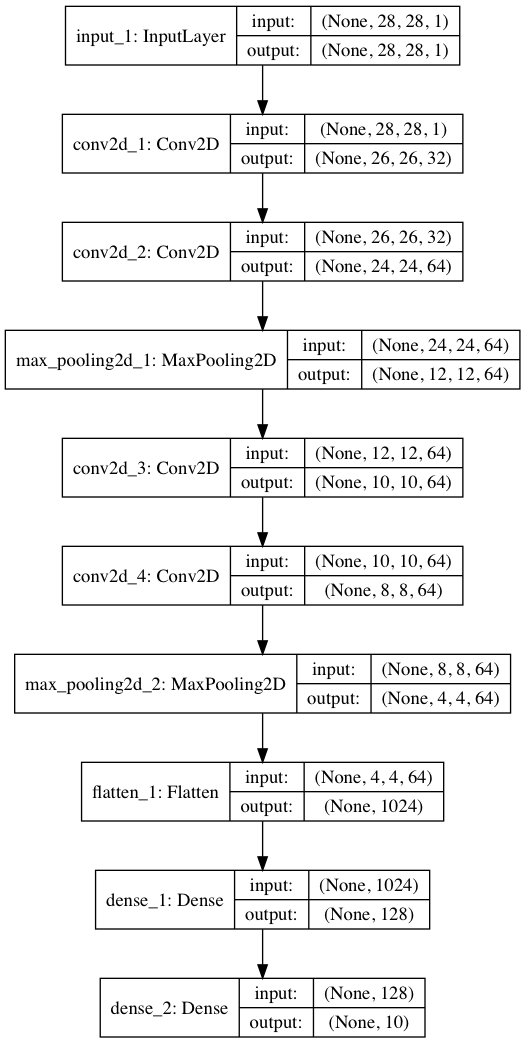 input_1: InputLayer
input: (None, 28, 28, 1)
output: (None, 28, 28, 1)
conv2d_1: Conv2D
input: (None, 28, 28, 1)
output: (None, 26, 26, 32)
conv2d_2: Conv2D
input: (None, 26, 26, 32)
output: (None, 24, 24, 64)
max_pooling2d_1: MaxPooling2D
input: (None, 24, 24, 64)
output: (None, 12, 12, 64)
conv2d_3: Conv2D
input: (None, 12, 12, 64)
output: (None, 10, 10, 64)
conv2d_4: Conv2D
input: (None, 10, 10, 64)
output: (None, 8, 8, 64)
max_pooling2d_2: MaxPooling2D
input: (None, 8, 8, 64)
output: (None, 4, 4, 64)
flatten_1: Flatten
input: (None, 4, 4, 64)
output: (None, 1024)
dense_1: Dense
input: (None, 1024)
output: (None, 128)
dense_2: Dense
input: (None, 128)
output: (None, 10)